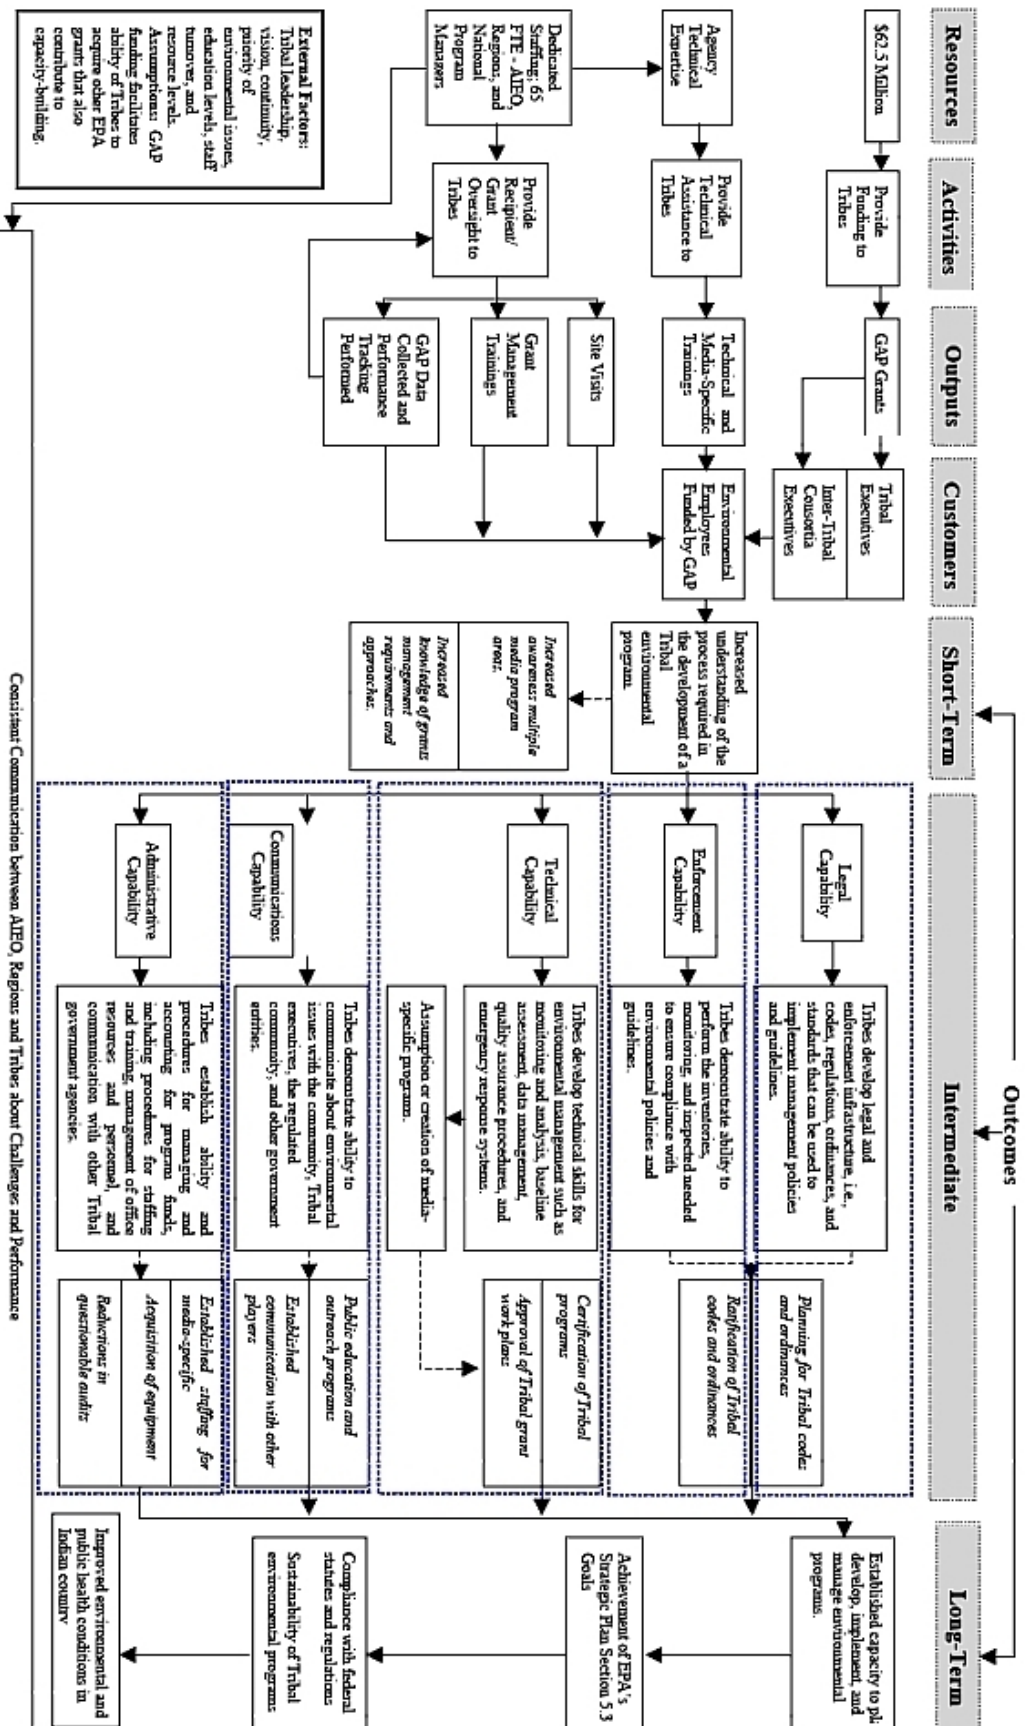 Outcomes
Resources
Activities
Outputs
Customers
Short-Term
Intermediate
Long-Term
$62.5 Million
Provide
Funding to
Tribes
GAP Grants
Tribal
Executives
Inter-Tribal
Consortia
Executives
Agency
Technical
Expertise
Provide
Technical
Assistance to
Tribes
Technical and
Media-Specific
Trainings
Environmental
Employees
Funded by GAP
Dedicated
Staffing; 65
FTE – AIEO,
Regions, and
National
Program
Managers
Provide
Recipient/
Grant
Oversight to
Tribes
Site Visits
Grant
Management
Trainings
GAP Data
Collected and
Performance
Tracking
Performed
Increased
understanding of the
process required in
the development of a
Tribal
environmental
program.
Increased
awareness multiple
media program
areas.
Increased
knowledge of grants
management
requirements and
approaches.
Legal
Capability
Tribes develop legal and
enforcement infrastructure, i.e.,
codes, regulations, ordinances, and
standards that can be used to
implement management policies
and guidelines.
Planning for Tribal codes
and ordinances
Ratification of Tribal
codes and ordinances
Enforcement
Capability
Tribes demonstrate ability to
perform the inventories,
monitoring, and inspected needed
to ensure compliance with
environmental policies and
guidelines.
Technical
Capability
Tribes develop technical skills for
environmental management such as
monitoring and analysis, baseline
assessment, data management,
quality assurance procedures, and
emergency response systems.
Assumption or creation of media-
specific programs.
Certification of Tribal
programs
Approval of Tribal grant
work plans
Communications
Capability
Tribes demonstrate ability to
communicate about environmental
issues with the community, Tribal
executives, the regulated
community, and other government
entities.
Public education and
outreach programs
Established
communication with other
players
Administrative
Capability
Tribes establish ability and
procedures for managing and
accounting for program funds,
including procedures for staffing
and training, management of office
resources and personnel, and
communication with other Tribal
government agencies.
Established staffing for
media-specific
Acquisition of equipment
Reductions in
questionable audits
Established capacity to pl
develop, implement, and
manage environmental
programs.
Achievement of EPA's
Strategic Plan Section 5.3
Goals
Compliance with federal
statutes and regulations
Sustainability of Tribal
environmental programs
Improved environmental and
public health conditions in
Indian country
External Factors:
Tribal leadership,
vision, continuity,
priority of
environmental issues,
education levels, staff
turnover, and
resource levels.
Assumptions: GAP
funding facilitates
ability of Tribes to
acquire other EPA
grants that also
contribute to
capacity-building.
Consistent Communication between AIEO, Regions and Tribes about Challenges and Performance